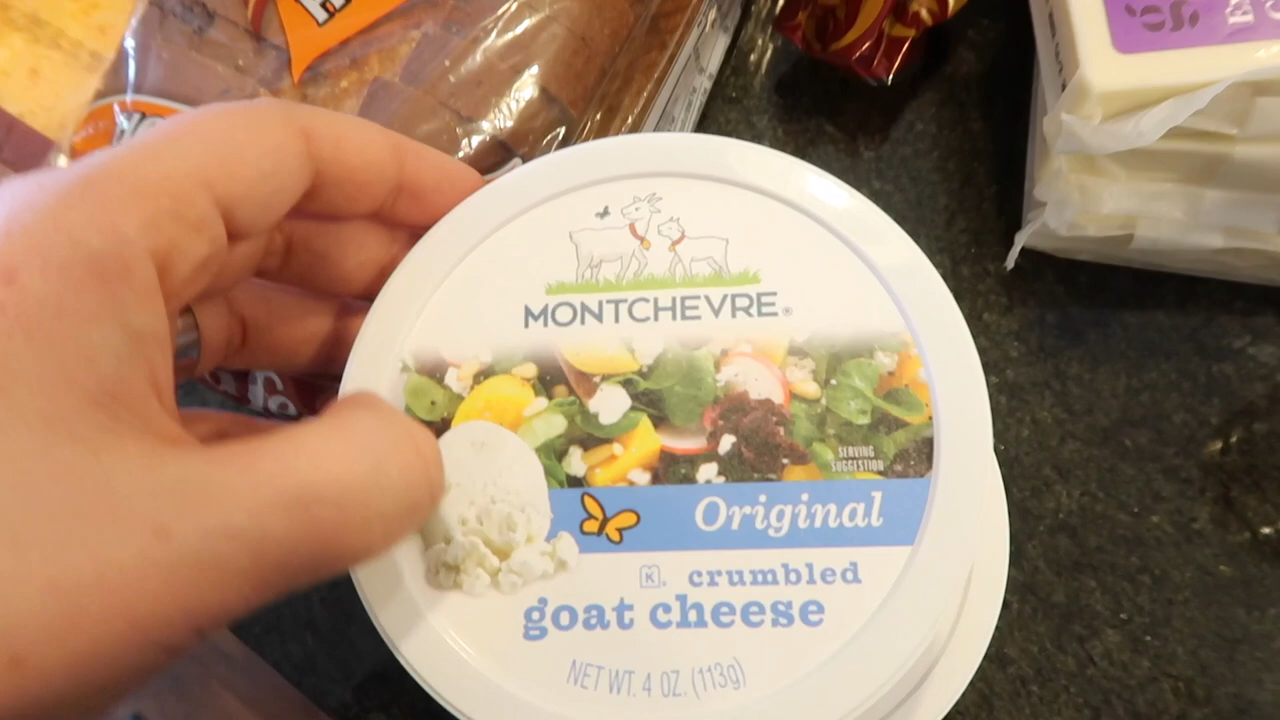 MONTCHEVRE®
SERVING
SUGGESTION
Original
K crumbled
goat cheese
NET WT. 4 OZ. (113g)